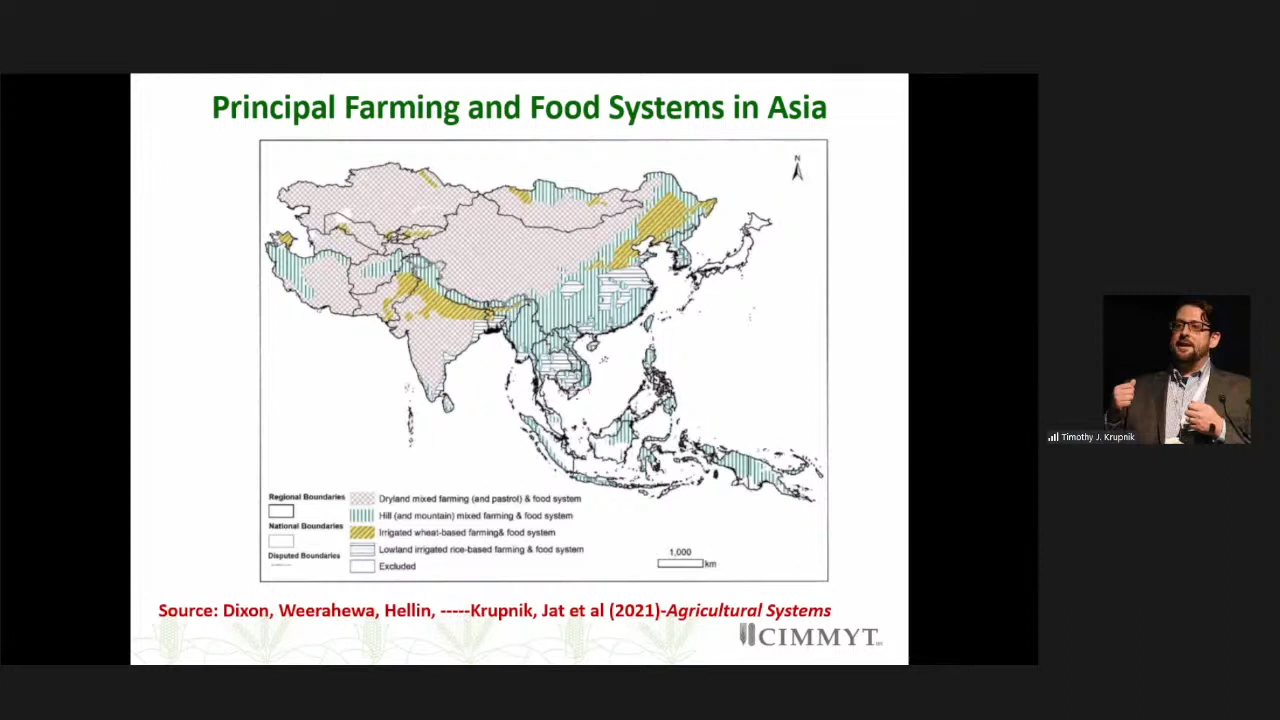 Principal Farming and Food Systems in Asia
N
Regional Boundaries
National Boundaries
Disputed Boundaries
Dryland mixed farming (and pastrol) & food system
Hill (and mountain) mixed farming & food system
Irrigated wheat-based farming& food system
Lowland irrigated rice-based farming & food system
Excluded
1,000
km
Source: Dixon, Weerahewa, Hellin, -----Krupnik, Jat et al (2021)-Agricultural Systems
CIMMYT
Timothy J. Krupnik